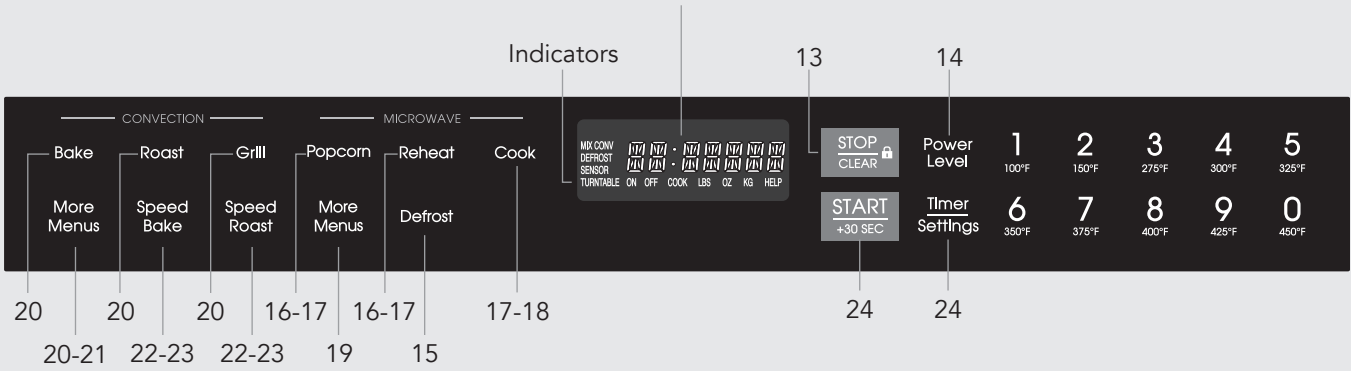 Indicators
13
14
CONVECTION
MICROWAVE
Bake
Roast
Grill
Popcorn
Reheat
Cook
More
Menus
Speed
Bake
Speed
Roast
More
Menus
Defrost
MIX CONV
DEFROST
SENSOR
TURNTABLE ON OFF COOK LBS OZ KG HELP
STOP
CLEAR
START
+30 SEC
Power
Level
Timer
Settings
1
100°F
2
150°F
3
275°F
4
300°F
5
325°F
6
350°F
7
375°F
8
400°F
9
425°F
0
450°F
20
20
20
16-17
16-17
17-18
24
24
20-21
22-23
22-23
19
15